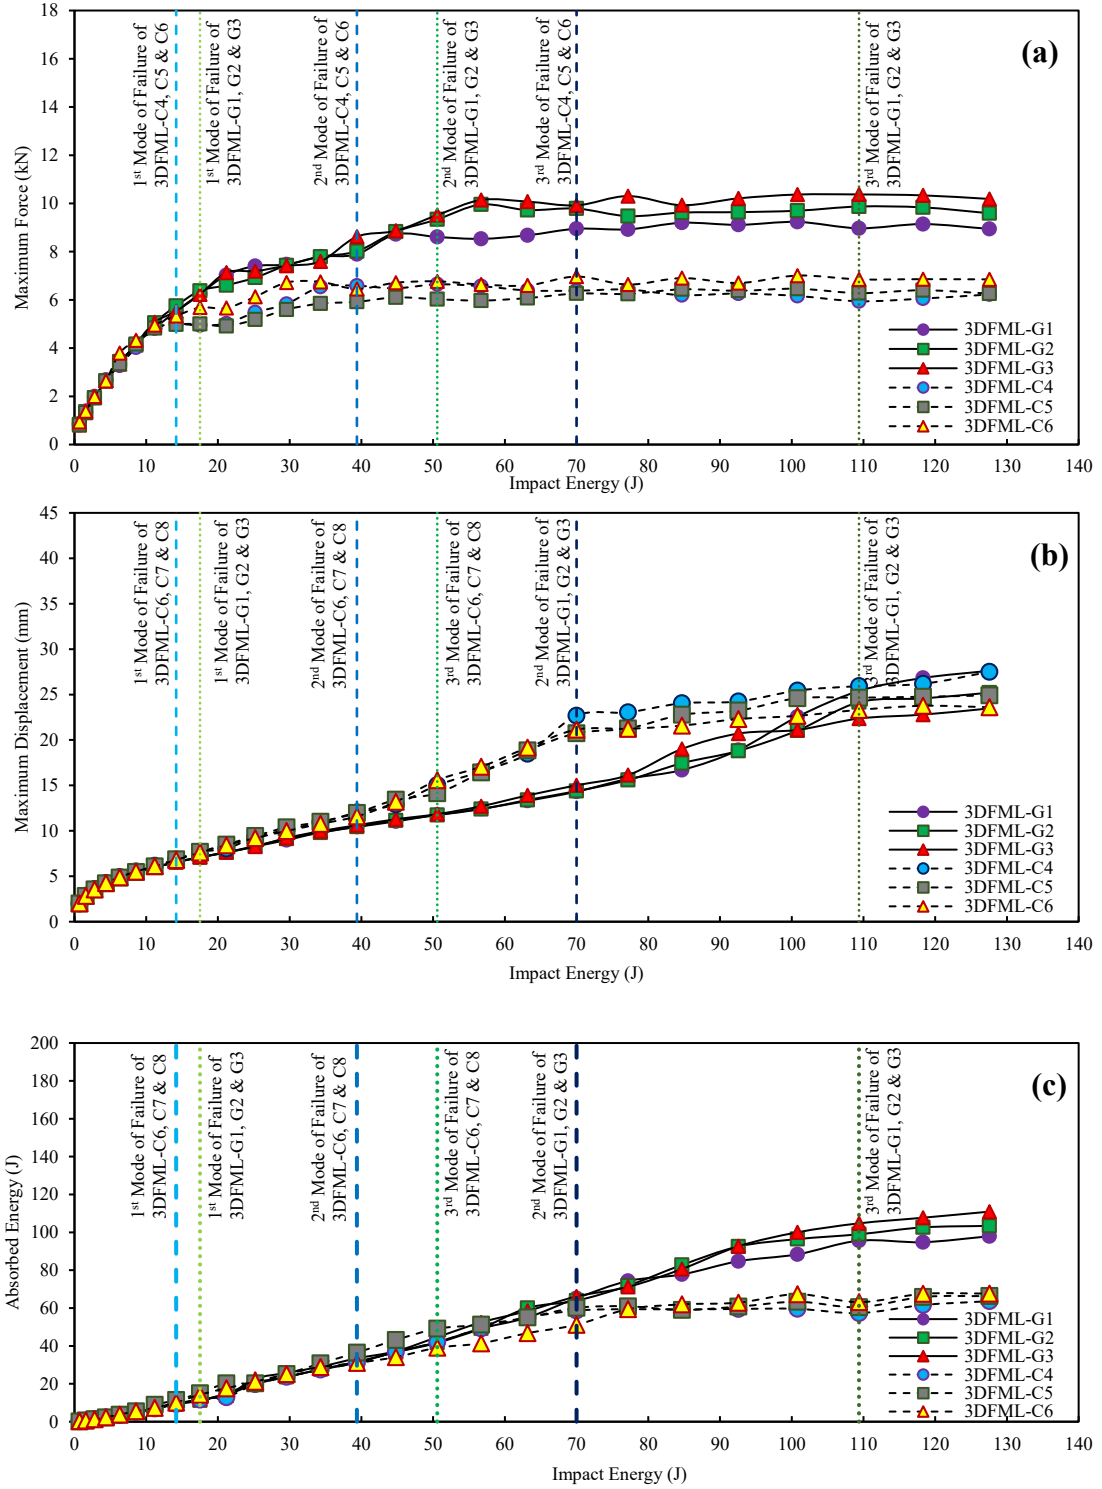 (a)
Maximum Force (kN)
18
16
14
12
10
8
6
4
2
0
1st Mode of Failure of
3DFML-C4, C5 & C6
1st Mode of Failure of
3DFML-G1, G2 & G3
2nd Mode of Failure of
3DFML-C4, C5 & C6
2nd Mode of Failure of
3DFML-G1, G2 & G3
3rd Mode of Failure of
3DFML-C4, C5 & C6
3rd Mode of Failure of
3DFML-G1, G2 & G3
3DFML-G1
3DFML-G2
3DFML-G3
3DFML-C4
3DFML-C5
3DFML-C6
0 10 20 30 40 50 60 70 80 90 100 110 120 130 140
Impact Energy (J)
(b)
Maximum Displacement (mm)
45
40
35
30
25
20
15
10
5
0
1st Mode of Failure of
3DFML-C6, C7 & C8
1st Mode of Failure of
3DFML-G1, G2 & G3
2nd Mode of Failure of
3DFML-C6, C7 & C8
3rd Mode of Failure of
3DFML-C6, C7 & C8
2nd Mode of Failure of
3DFML-G1, G2 & G3
3rd Mode of Failure of
3DFML-G1, G2 & G3
3DFML-G1
3DFML-G2
3DFML-G3
3DFML-C4
3DFML-C5
3DFML-C6
0 10 20 30 40 50 60 70 80 90 100 110 120 130 140
Impact Energy (J)
(c)
Absorbed Energy (J)
200
180
160
140
120
100
80
60
40
20
0
1st Mode of Failure of
3DFML-C6, C7 & C8
1st Mode of Failure of
3DFML-G1, G2 & G3
2nd Mode of Failure of
3DFML-C6, C7 & C8
3rd Mode of Failure of
3DFML-C6, C7 & C8
2nd Mode of Failure of
3DFML-G1, G2 & G3
3rd Mode of Failure of
3DFML-G1, G2 & G3
3DFML-G1
3DFML-G2
3DFML-G3
3DFML-C4
3DFML-C5
3DFML-C6
0 10 20 30 40 50 60 70 80 90 100 110 120 130 140
Impact Energy (J)